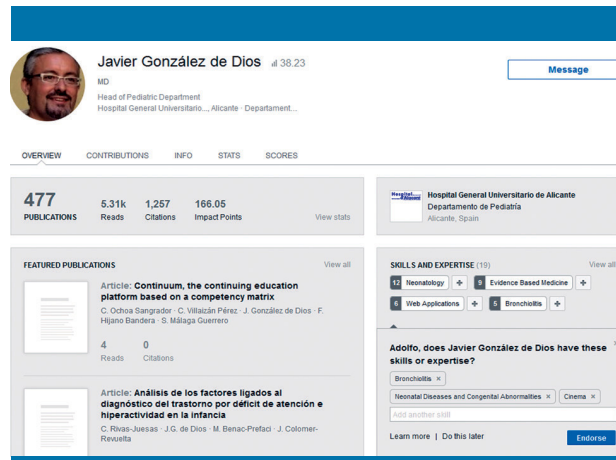 Javier González de Dios 38.23
Message
MD
Head of Pediatric Department
Hospital General Universitario..., Alicante · Departament...
OVERVIEW CONTRIBUTIONS INFO STATS SCORES
477
PUBLICATIONS
5.31k 1,257 166.05
Reads Citations Impact Points
View stats
Hospital General Universitario de Alicante
Departamento de Pediatría
Alicante, Spain
FEATURED PUBLICATIONS View all
Article: Continuum, the continuing education
platform based on a competency matrix
C. Ochoa Sangrador · C. Villaizán Pérez · J. González de Dios · F.
Hijano Bandera · S. Málaga Guerrero
4 0
Reads Citations
Article: Análisis de los factores ligados al
diagnóstico del trastorno por déficit de atención e
hiperactividad en la infancia
C. Rivas-Juesas · J.G. de Dios · M. Benac-Prefaci · J. Colomer-
Revuelta
SKILLS AND EXPERTISE (19) View all
12 Neonatology + 9 Evidence Based Medicine +
6 Web Applications + 5 Bronchiolitis +
Adolfo, does Javier González de Dios have these
skills or expertise?
Bronchiolitis ×
Neonatal Diseases and Congenital Abnormalities × Cinema ×
Add another skill
Learn more | Do this later
Endorse